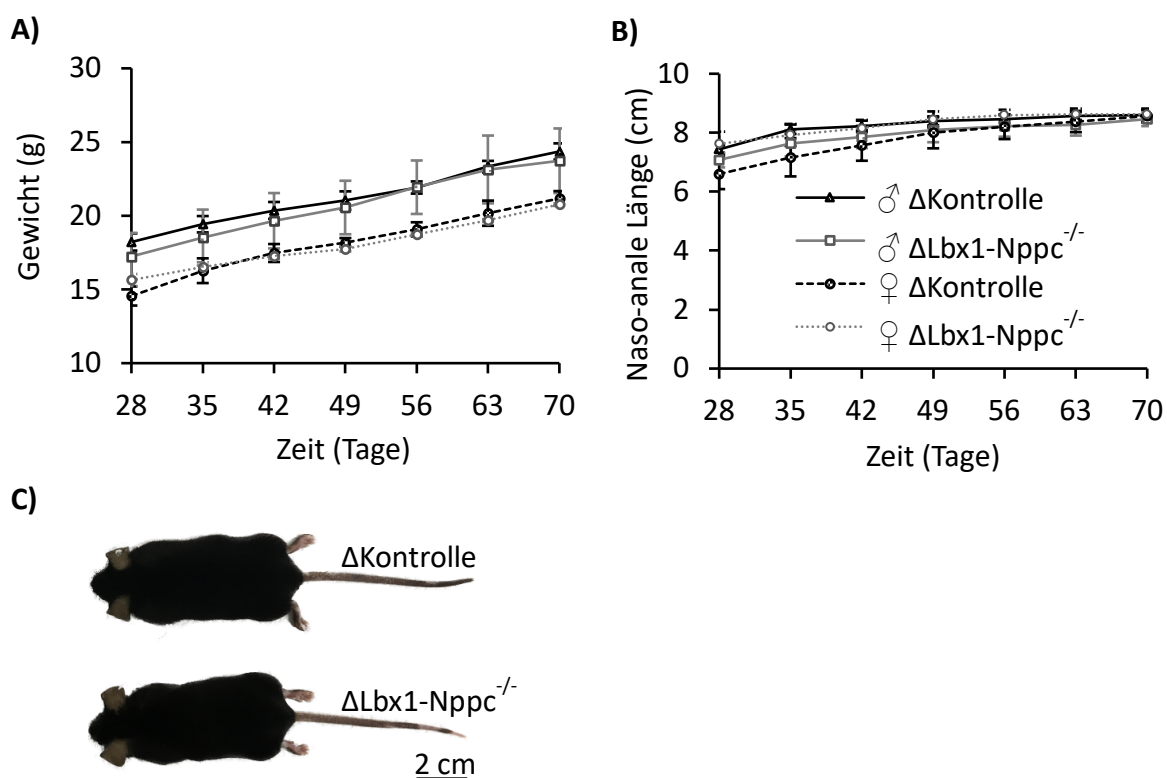 A)
Gewicht (g)
30
25
20
15
10
28 35 42 49 56 63 70
Zeit (Tage)
B)
Naso-anale Länge (cm)
10
8
6
4
2
0
♂ ΔKontrolle
♂ ΔLbx1-Nppc-/-
♀ ΔKontrolle
♀ ΔLbx1-Nppc-/-
28 35 42 49 56 63 70
Zeit (Tage)
C)
ΔKontrolle
ΔLbx1-Nppc-/-
2 cm